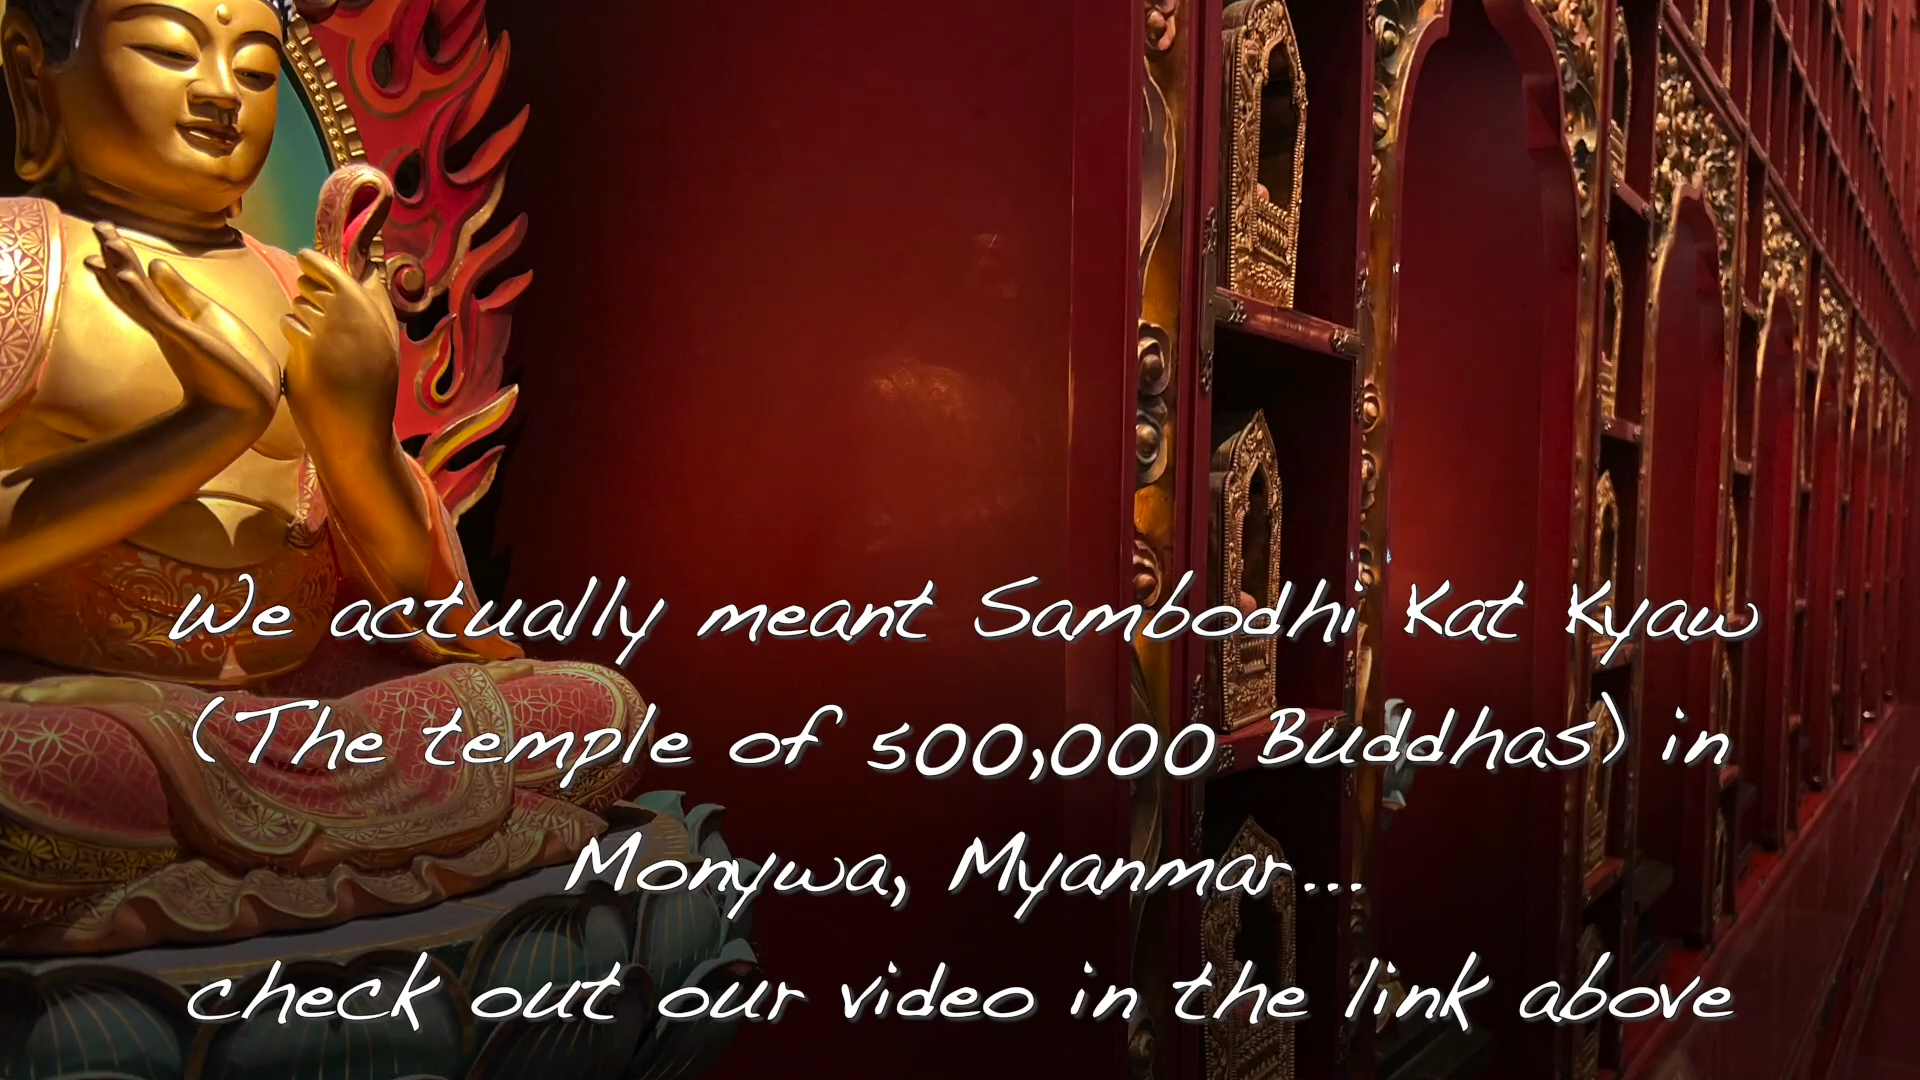 We actually meant Sambodhi Kat Kyaw
(The temple of 500,000 Buddhas) in
Monywa, Myanmar...
check out our video in the link above